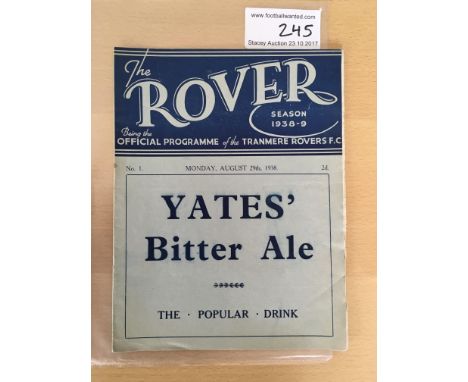 www.footballwanted.com
245
Stacey Auction 23.10.2017
The
ROVER
SEASON
1938-9
Being the
OFFICIAL PROGRAMME of the TRANMERE ROVERS F.C
No. 1. MONDAY, AUGUST 29th, 1938. 2d.
YATES'
Bitter Ale
THE · POPULAR · DRINK